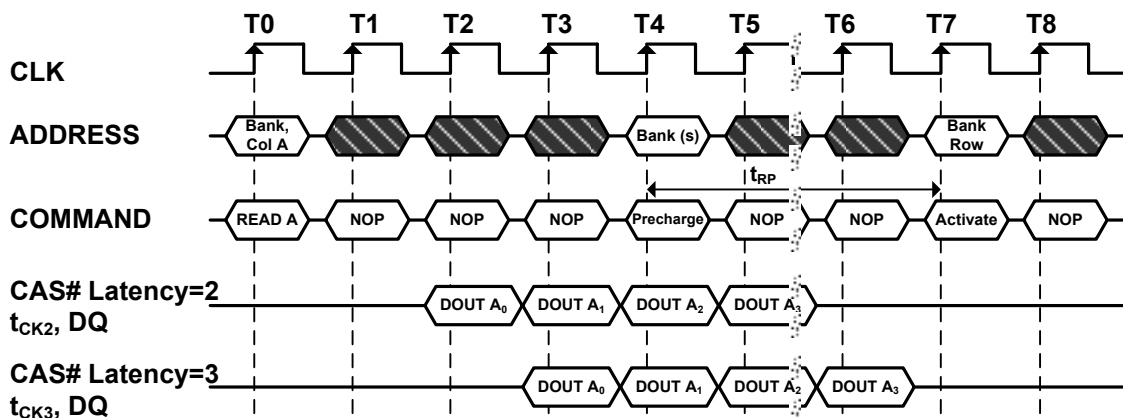 T0 T1 T2 T3 T4 T5 T6 T7 T8
CLK
ADDRESS
Bank,
Col A
Bank (s)
Bank
Row
tRP
COMMAND
READ A NOP NOP NOP Precharge NOP NOP Activate NOP
CAS# Latency=2
tCK2, DQ
DOUT A0 DOUT A1 DOUT A2 DOUT A3
CAS# Latency=3
tCK3, DQ
DOUT A0 DOUT A1 DOUT A2 DOUT A3